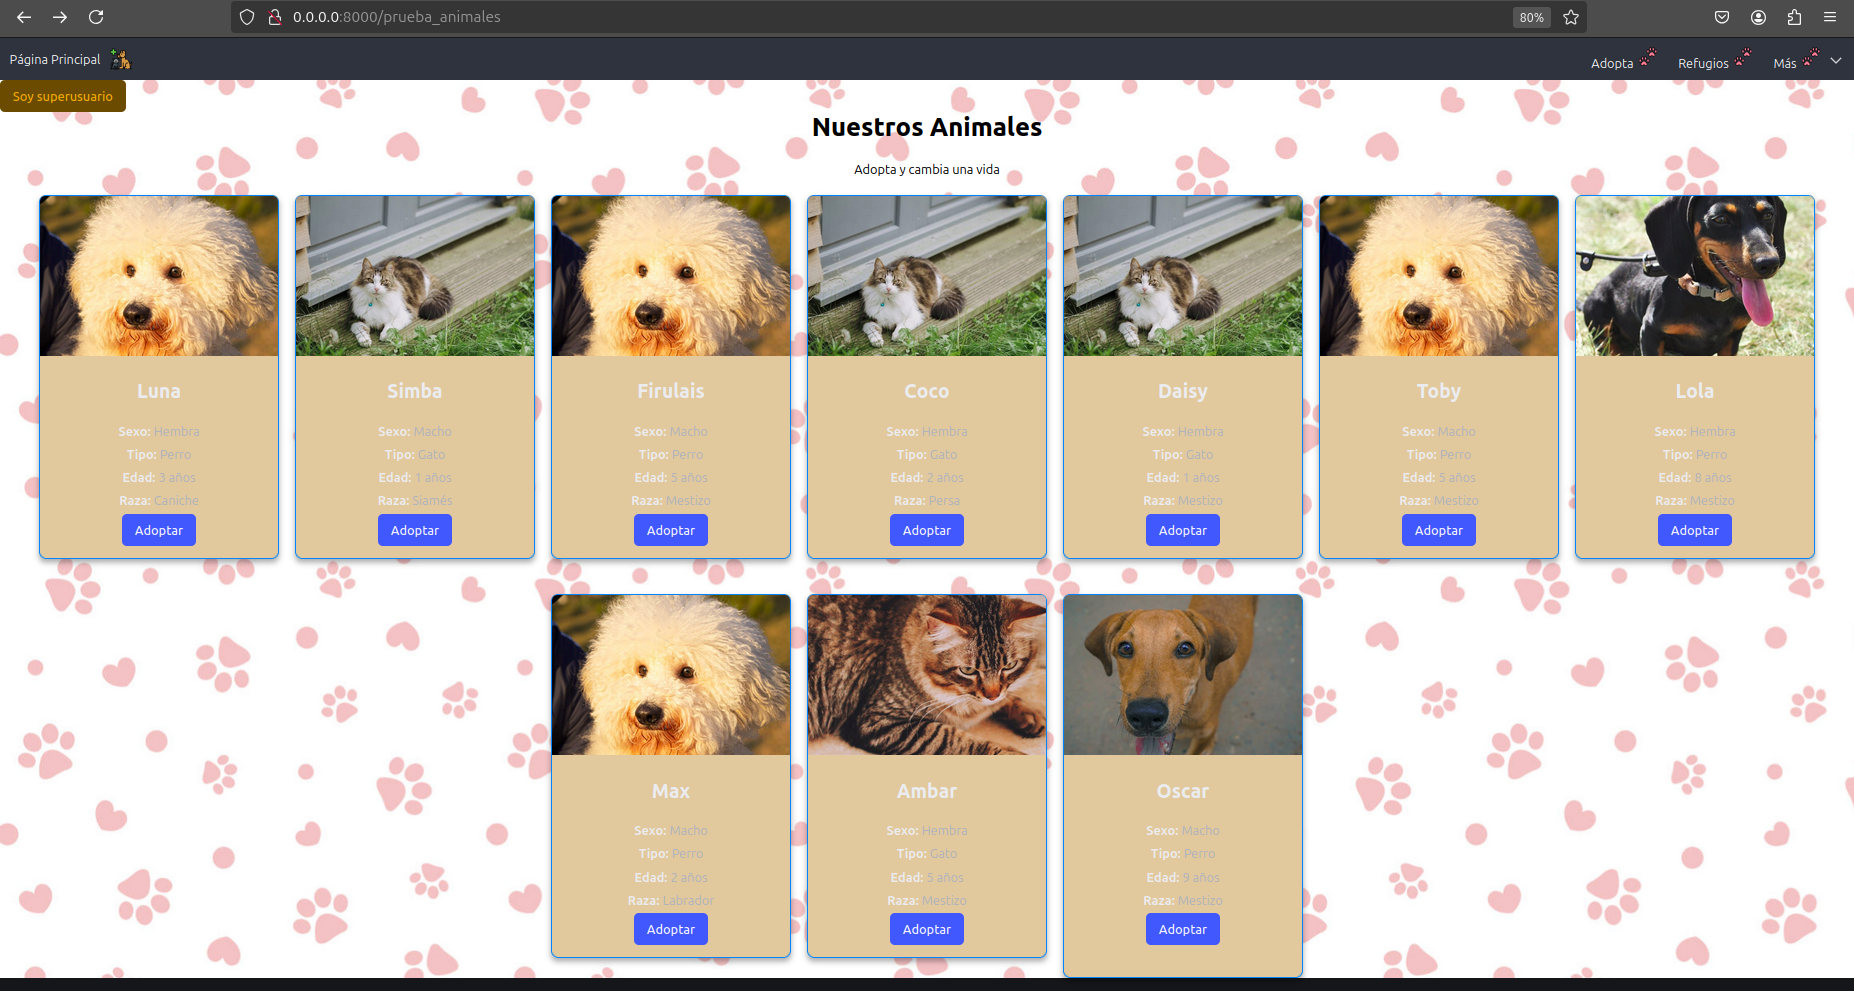 0.0.0.0:8000/prueba_animales
80%
Página Principal
Adopta
Refugios
Más
Soy superusuario
Nuestros Animales
Adopta y cambia una vida
Luna
Sexo: Hembra
Tipo: Perro
Edad: 3 años
Raza: Caniche
Adoptar
Simba
Sexo: Macho
Tipo: Gato
Edad: 1 años
Raza: Siamés
Adoptar
Firulais
Sexo: Macho
Tipo: Perro
Edad: 5 años
Raza: Mestizo
Adoptar
Coco
Sexo: Hembra
Tipo: Gato
Edad: 2 años
Raza: Persa
Adoptar
Daisy
Sexo: Hembra
Tipo: Gato
Edad: 1 años
Raza: Mestizo
Adoptar
Toby
Sexo: Macho
Tipo: Perro
Edad: 5 años
Raza: Mestizo
Adoptar
Lola
Sexo: Hembra
Tipo: Perro
Edad: 8 años
Raza: Mestizo
Adoptar
Max
Sexo: Macho
Tipo: Perro
Edad: 2 años
Raza: Labrador
Adoptar
Ambar
Sexo: Hembra
Tipo: Gato
Edad: 5 años
Raza: Mestizo
Adoptar
Oscar
Sexo: Macho
Tipo: Perro
Edad: 9 años
Raza: Mestizo
Adoptar